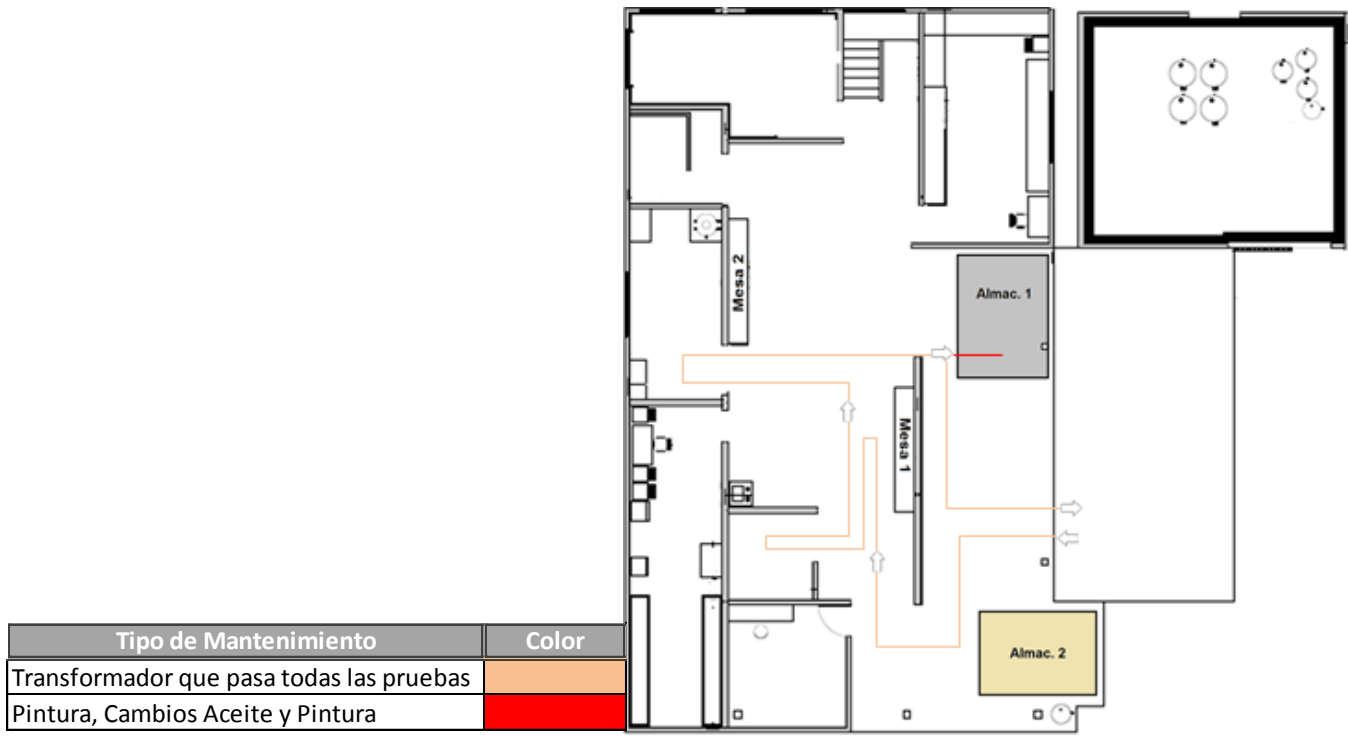 Mesa 2
Almac. 1
Mesa 1
Almac. 2
Tipo de Mantenimiento Color
Transformador que pasa todas las pruebas
Pintura, Cambios Aceite y Pintura